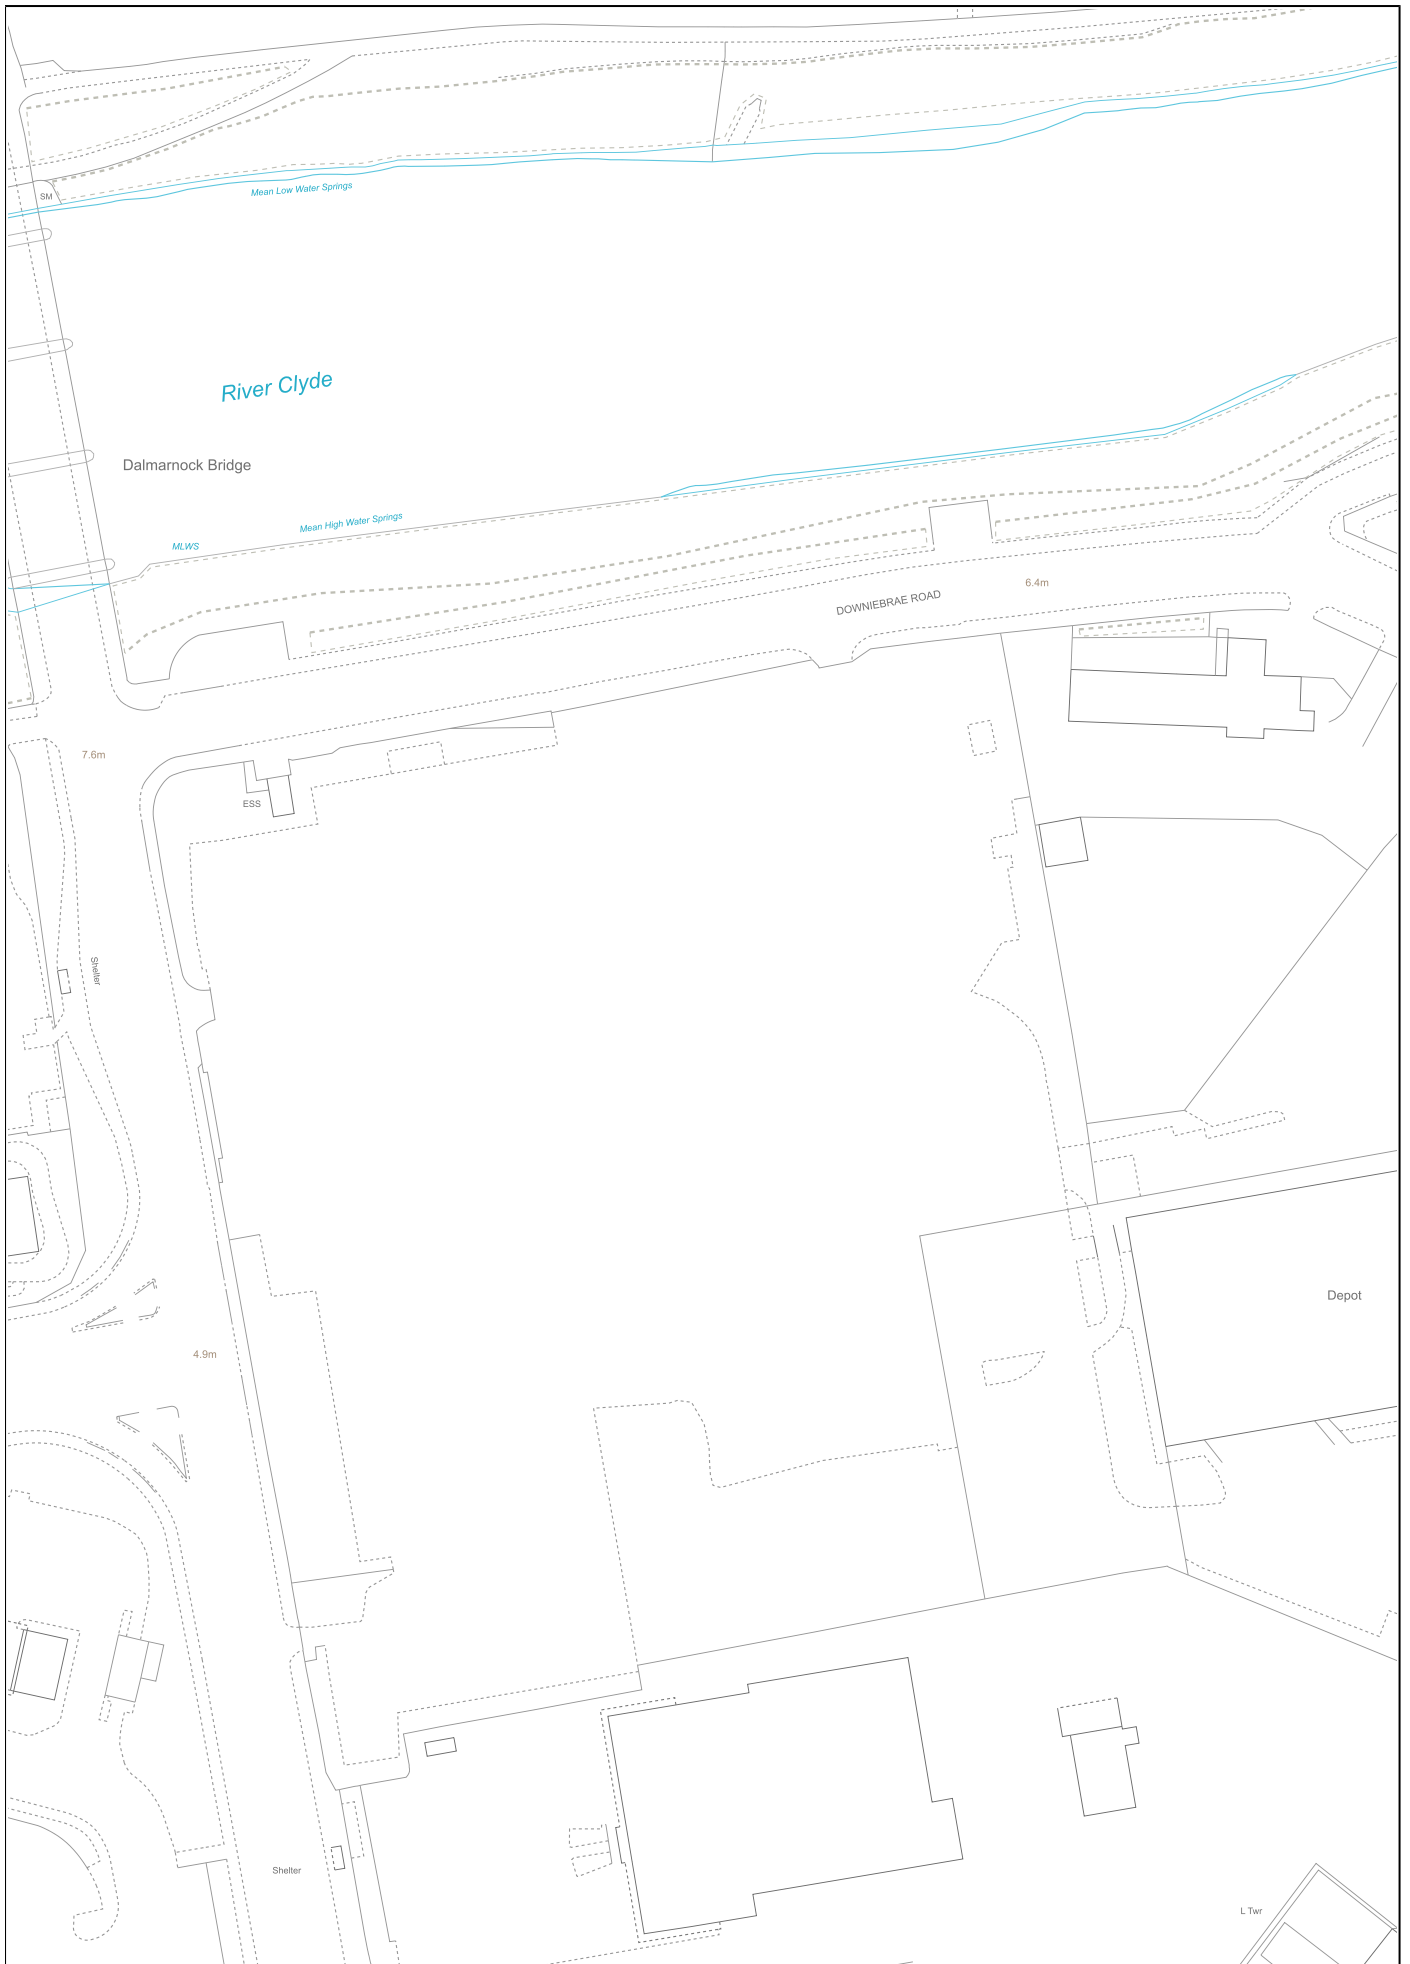 SM
Mean Low Water Springs
River Clyde
Dalmarnock Bridge
Mean High Water Springs
MLWS
6.4m
DOWNIEBRAE ROAD
7.6m
ESS
Shelter
Depot
4.9m
Shelter
L Twr